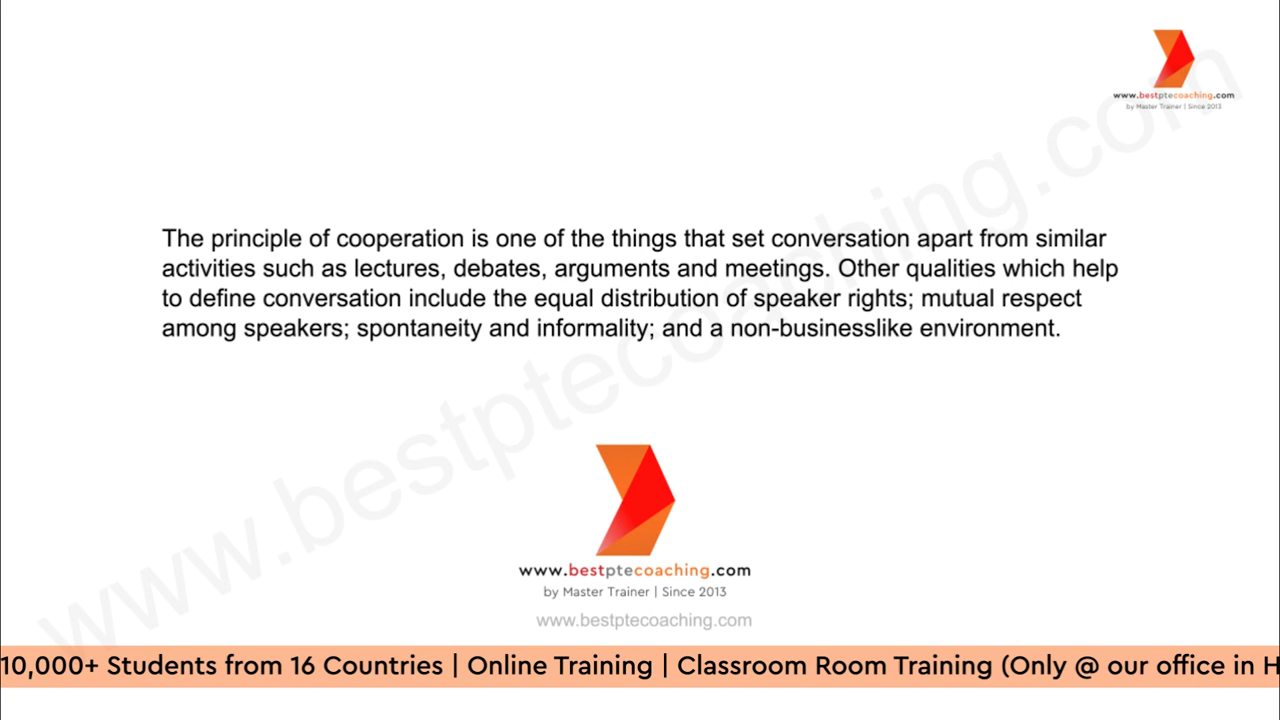 www.bestptecoaching.com
by Master Trainer | Since 2013
The principle of cooperation is one of the things that set conversation apart from similar
activities such as lectures, debates, arguments and meetings. Other qualities which help
to define conversation include the equal distribution of speaker rights; mutual respect
among speakers; spontaneity and informality; and a non-businesslike environment.
www.bestptecoaching.com
www.bestptecoaching.com
by Master Trainer | Since 2013
www.bestptecoaching.com
10,000+ Students from 16 Countries | Online Training | Classroom Room Training (Only @ our office in H